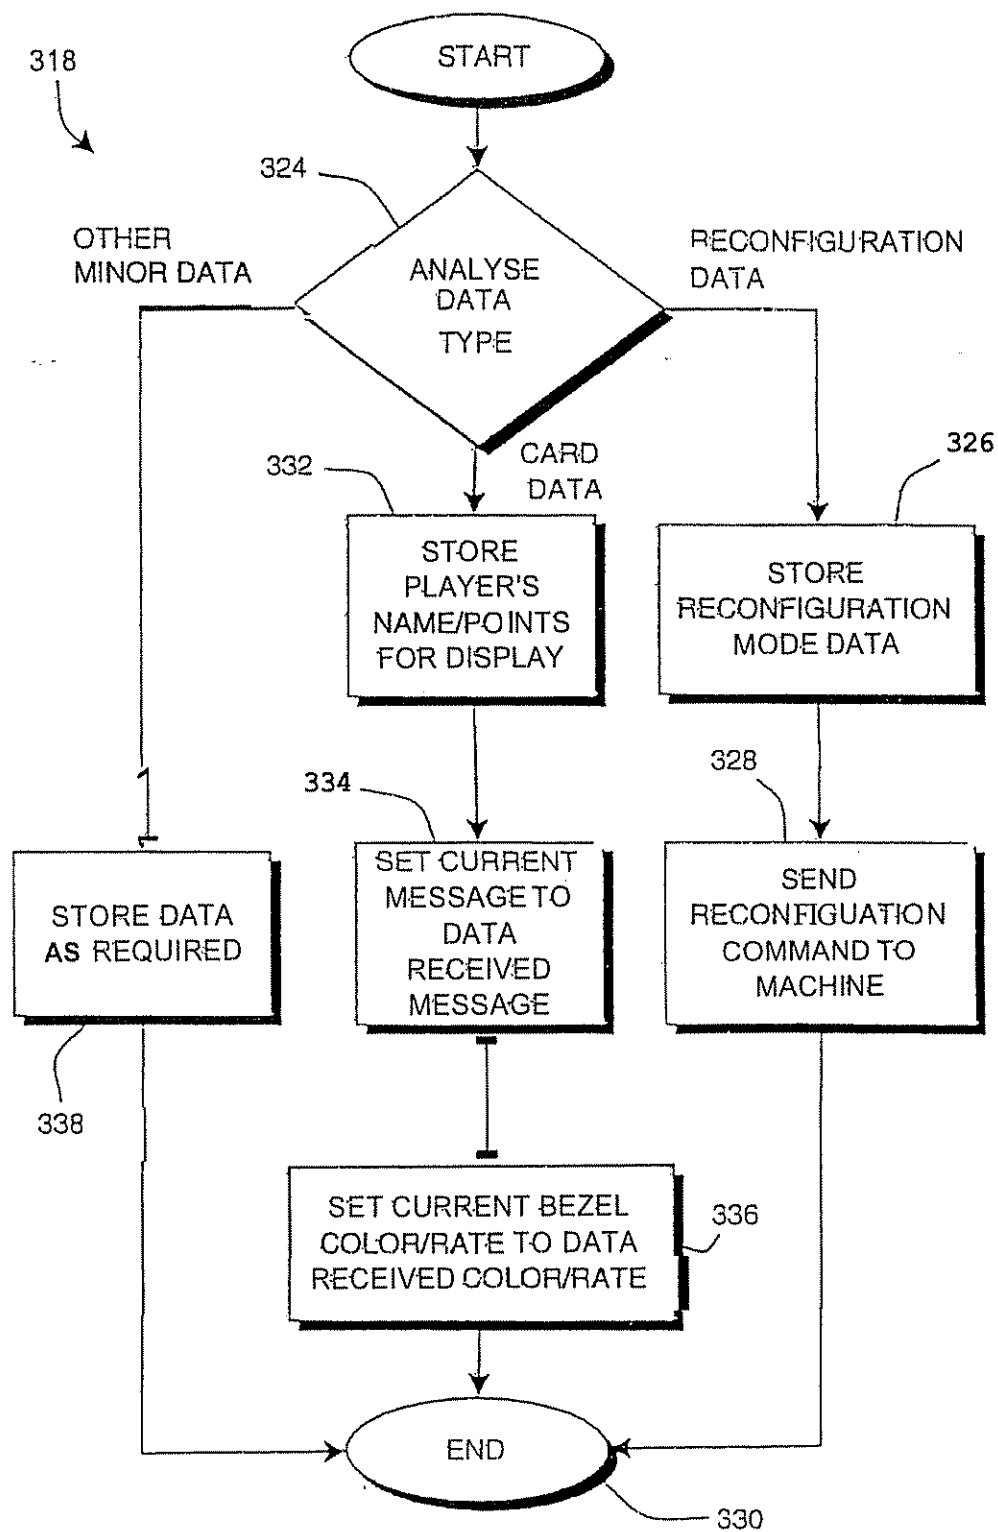 START
318
324
OTHER
MINOR DATA
RECONFIGURATION
DATA
ANALYSE
DATA
TYPE
CARD
DATA
332
326
STORE
PLAYER'S
NAME/POINTS
FOR DISPLAY
STORE
RECONFIGURATION
MODE DATA
334
328
STORE DATA
AS REQUIRED
SET CURRENT
MESSAGE TO
DATA
RECEIVED
MESSAGE
SEND
RECONFIGUATION
COMMAND TO
MACHINE
338
SET CURRENT BEZEL
COLOR/RATE TO DATA
RECEIVED COLOR/RATE
336
END
330